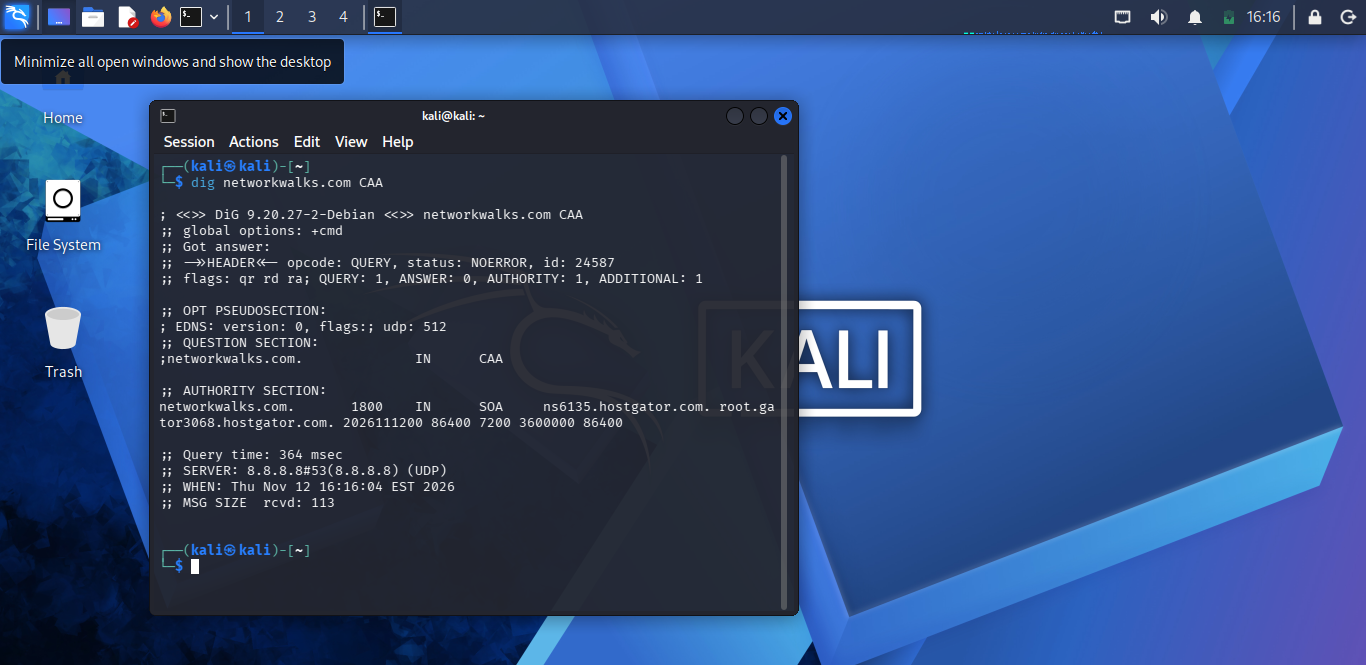 1 2 3 4 16:16
Minimize all open windows and show the desktop
Home
File System
Trash
kali@kali: ~
Session Actions Edit View Help
┌──(kali㉿kali)-[~]
└─$ dig networkwalks.com CAA
; <<>> DiG 9.20.27-2-Debian <<>> networkwalks.com CAA
;; global options: +cmd
;; Got answer:
;; ->>HEADER<<- opcode: QUERY, status: NOERROR, id: 24587
;; flags: qr rd ra; QUERY: 1, ANSWER: 0, AUTHORITY: 1, ADDITIONAL: 1
;; OPT PSEUDOSECTION:
; EDNS: version: 0, flags:; udp: 512
;; QUESTION SECTION:
;networkwalks.com. IN CAA
;; AUTHORITY SECTION:
networkwalks.com. 1800 IN SOA ns6135.hostgator.com. root.ga
tor3068.hostgator.com. 2026111200 86400 7200 3600000 86400
;; Query time: 364 msec
;; SERVER: 8.8.8.8#53(8.8.8.8) (UDP)
;; WHEN: Thu Nov 12 16:16:04 EST 2026
;; MSG SIZE rcvd: 113
┌──(kali㉿kali)-[~]
└─$
KALI